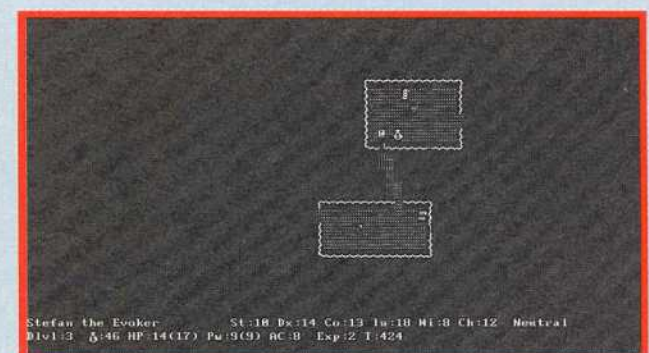 Stefan the Evoker St:10 Dx:14 Co:13 In:18 Wi:8 Ch:12 Neutral
Dlvl:3 :46 HP:14(17) Pw:9(9) AC:8 Exp:2 T:424